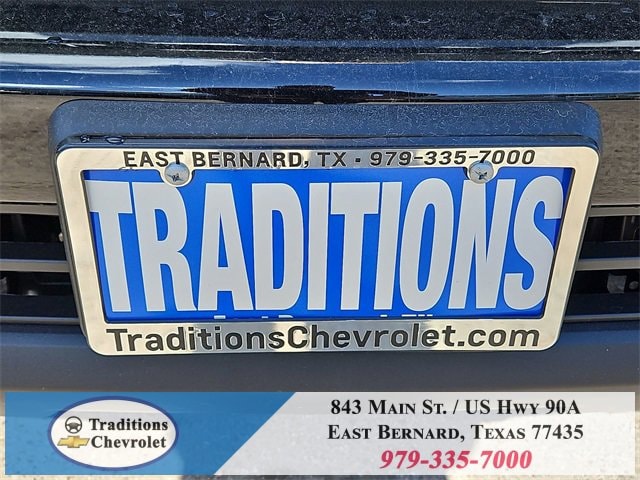 EAST BERNARD, TX - 979-335-7000
TRADITIONS
TraditionsChevrolet.com
Traditions
Chevrolet
843 MAIN ST. / US HWY 90A
EAST BERNARD, TEXAS 77435
979-335-7000